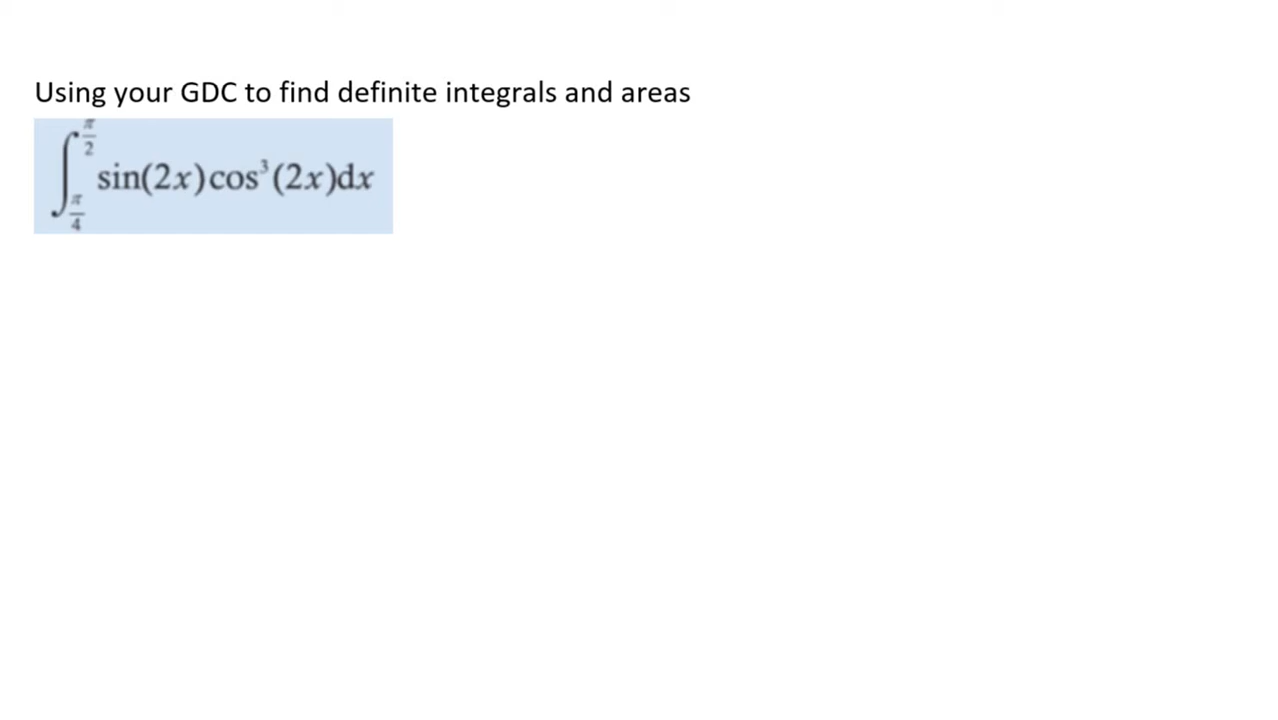 Using your GDC to find definite integrals and areas
∫_{π/4}^{π/2} sin(2x)cos³(2x)dx